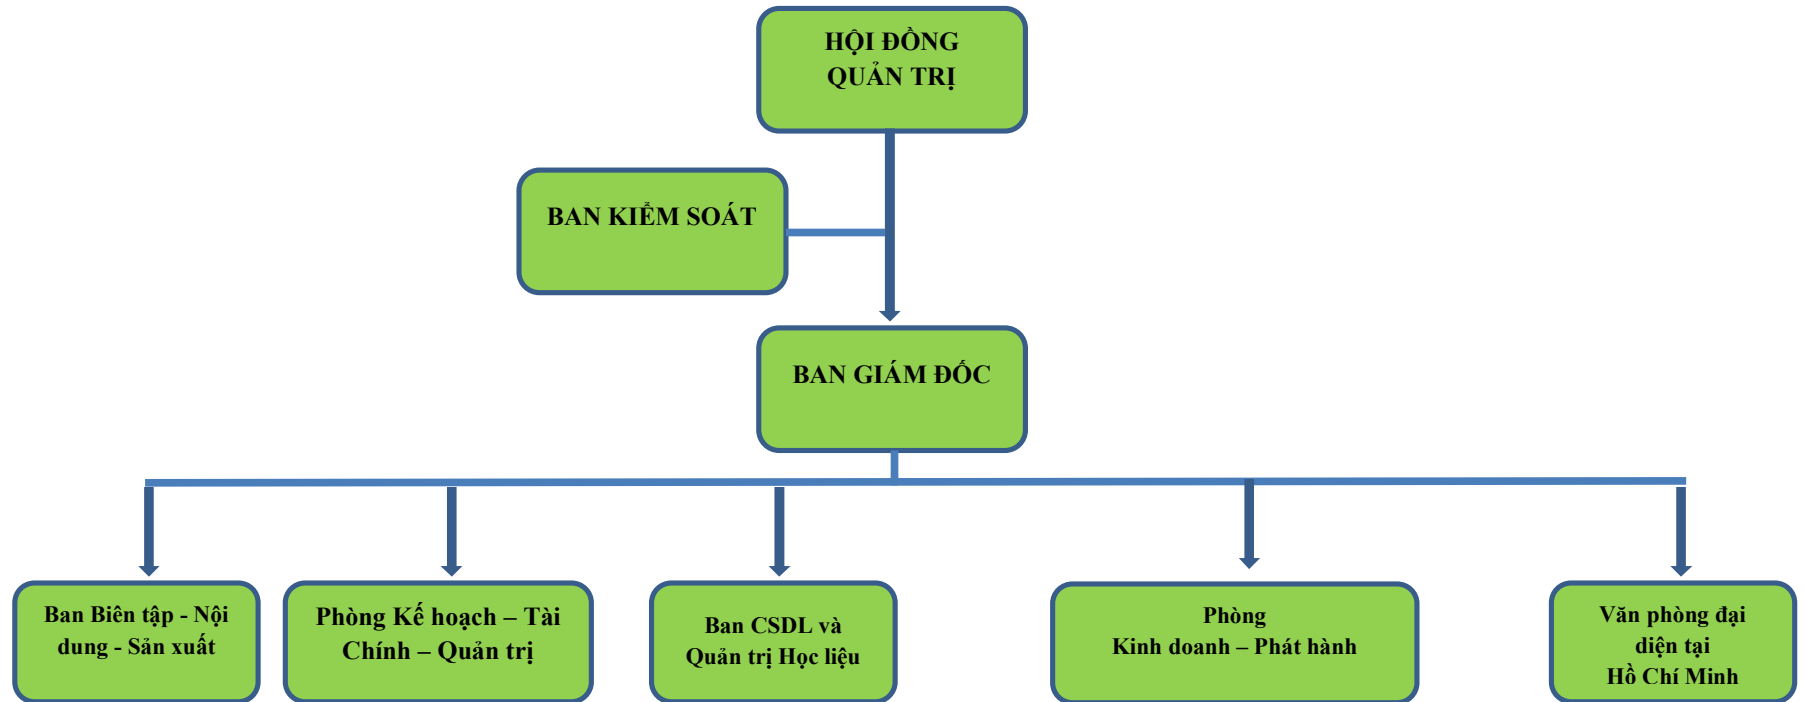 HỘI ĐỒNG
QUẢN TRỊ
BAN KIỂM SOÁT
BAN GIÁM ĐỐC
Ban Biên tập - Nội
dung - Sản xuất
Phòng Kế hoạch – Tài
Chính – Quản trị
Ban CSDL và
Quản trị Học liệu
Phòng
Kinh doanh – Phát hành
Văn phòng đại
diện tại
Hồ Chí Minh